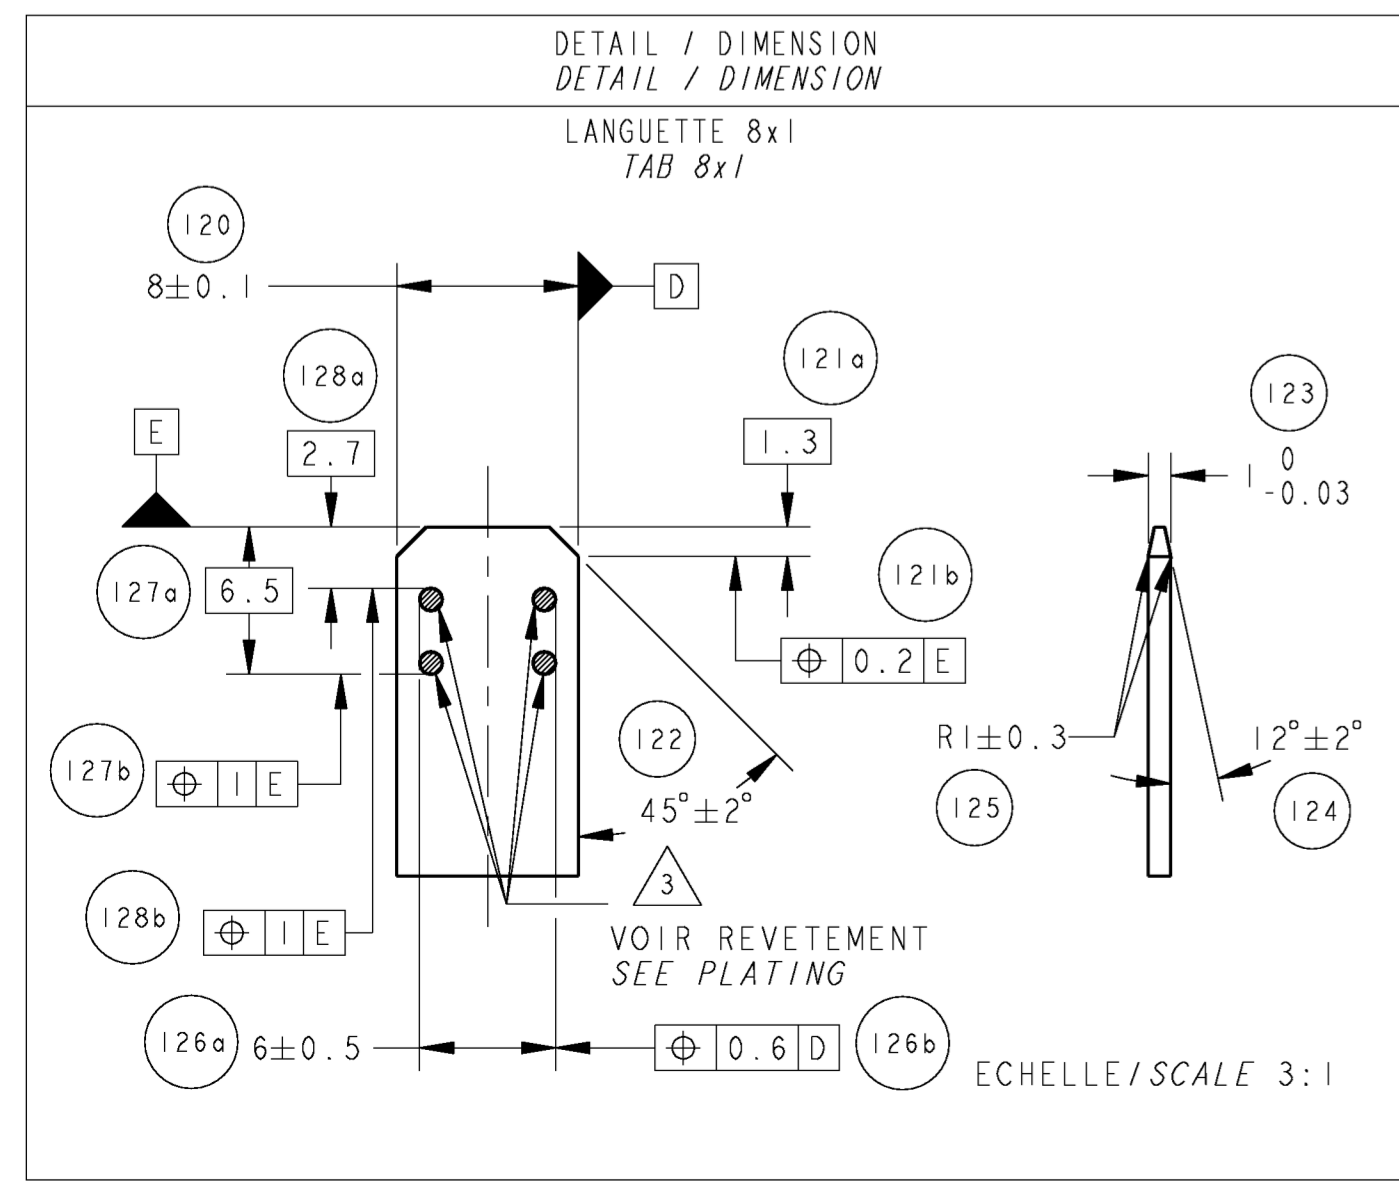 DETAIL / DIMENSION
DETAIL / DIMENSION
LANGUETTE 8x1
TAB 8x1
120
8±0.1
D
128a
121a
123
E
2.7
1.3
1 0 -0.03
127a
6.5
121b
⌖ 0.2 E
122
R1±0.3
12°±2°
127b
⌖ 1 E
45°±2°
125
124
3
128b
⌖ 1 E
VOIR REVETEMENT
SEE PLATING
126a
6±0.5
⌖ 0.6 D
126b
ECHELLE/SCALE 3:1